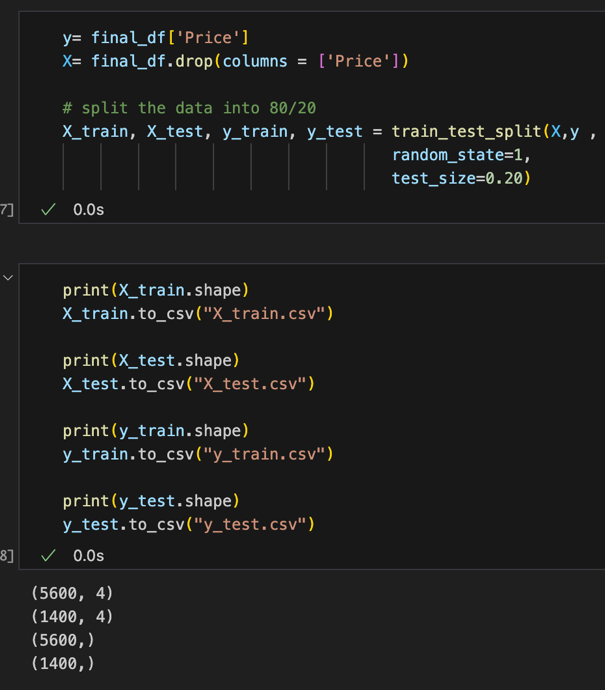 y= final_df['Price']
X= final_df.drop(columns = ['Price'])
# split the data into 80/20
X_train, X_test, y_train, y_test = train_test_split(X,y ,
random_state=1,
test_size=0.20)
7] ✓ 0.0s
print(X_train.shape)
X_train.to_csv("X_train.csv")
print(X_test.shape)
X_test.to_csv("X_test.csv")
print(y_train.shape)
y_train.to_csv("y_train.csv")
print(y_test.shape)
y_test.to_csv("y_test.csv")
8] ✓ 0.0s
(5600, 4)
(1400, 4)
(5600,)
(1400,)